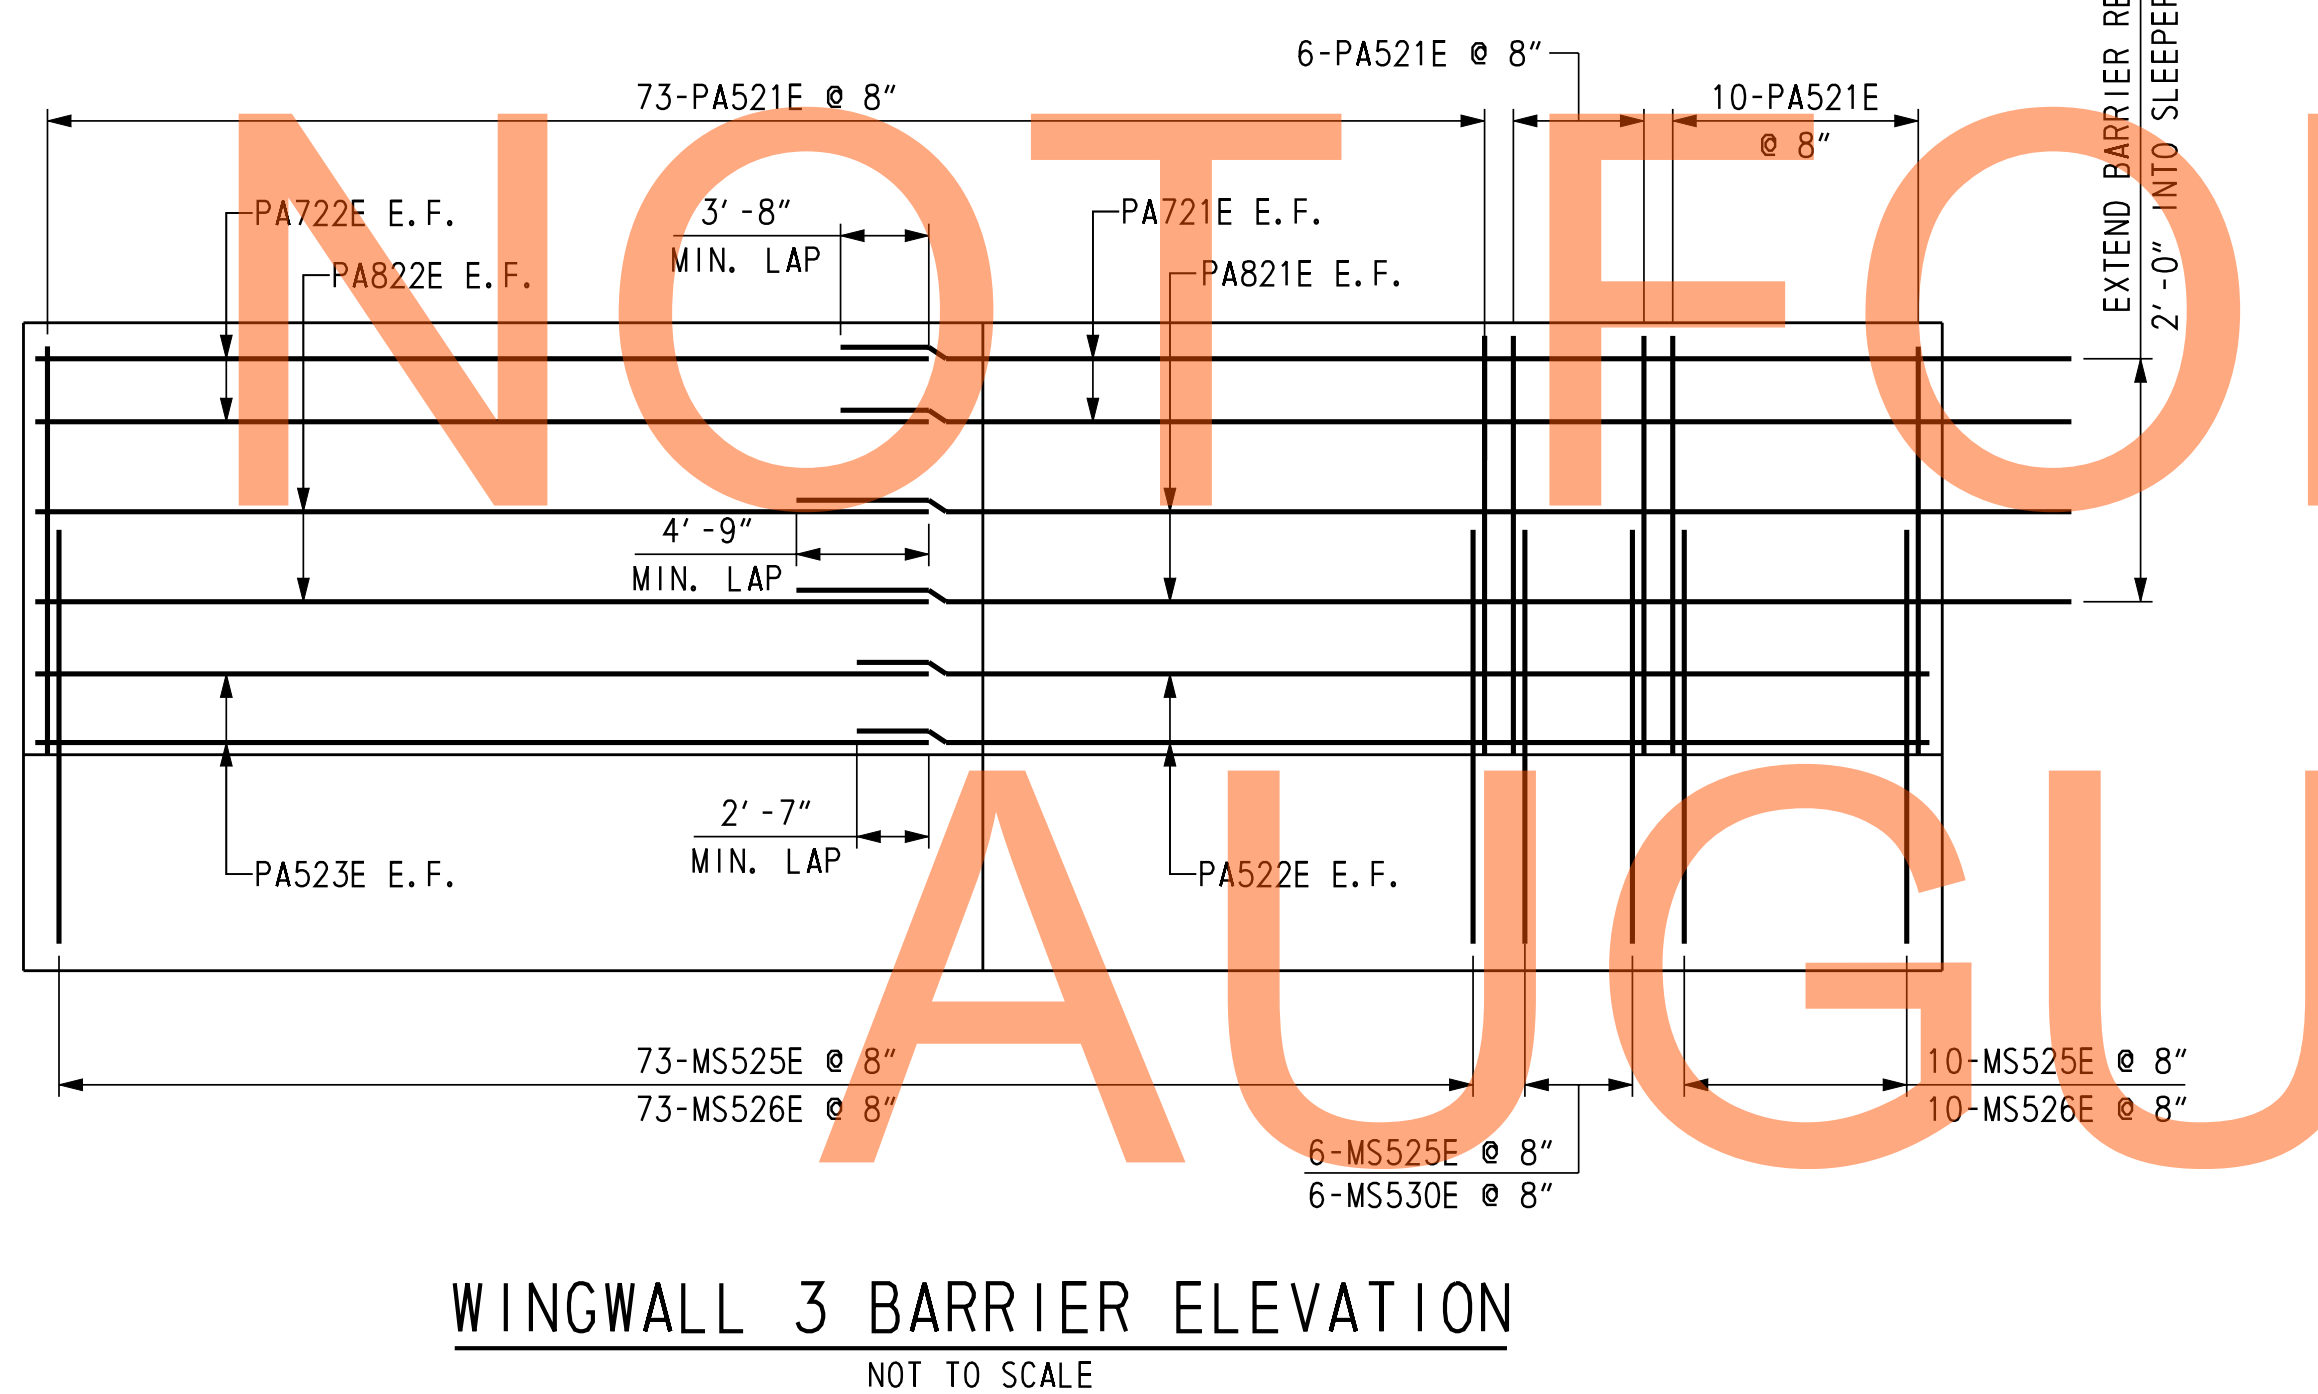 6-PA521E @ 8"
73-PA521E @ 8"
10-PA521E
@ 8"
EXTEND BARRIER
2'-0" INTO SLEEPER
PA722E E.F.
3'-8"
MIN. LAP
PA721E E.F.
PA822E E.F.
PA821E E.F.
4'-9"
MIN. LAP
2'-7"
MIN. LAP
PA523E E.F.
PA522E E.F.
73-MS525E @ 8"
73-MS526E @ 8"
10-MS525E @ 8"
10-MS526E @ 8"
6-MS525E @ 8"
6-MS530E @ 8"
WINGWALL 3 BARRIER ELEVATION
NOT TO SCALE
NOT